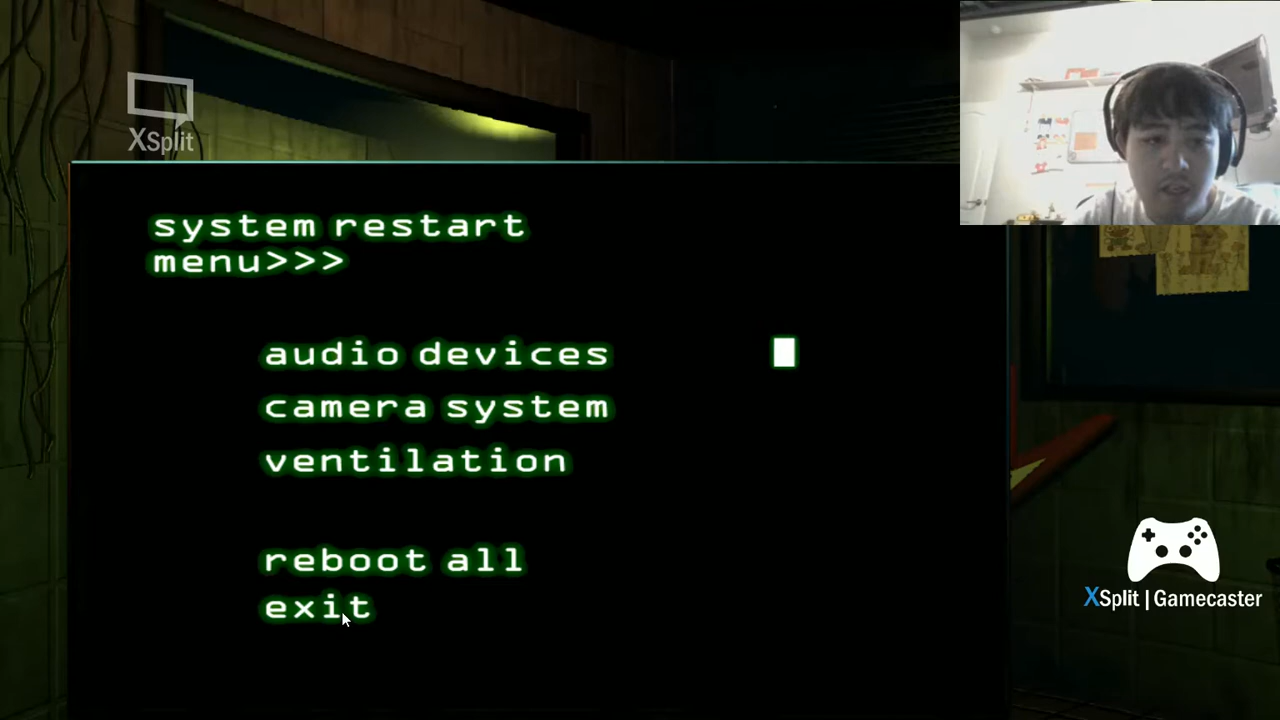 XSplit
system restart
menu>>>
audio devices
camera system
ventilation
reboot all
exit
XSplit | Gamecaster